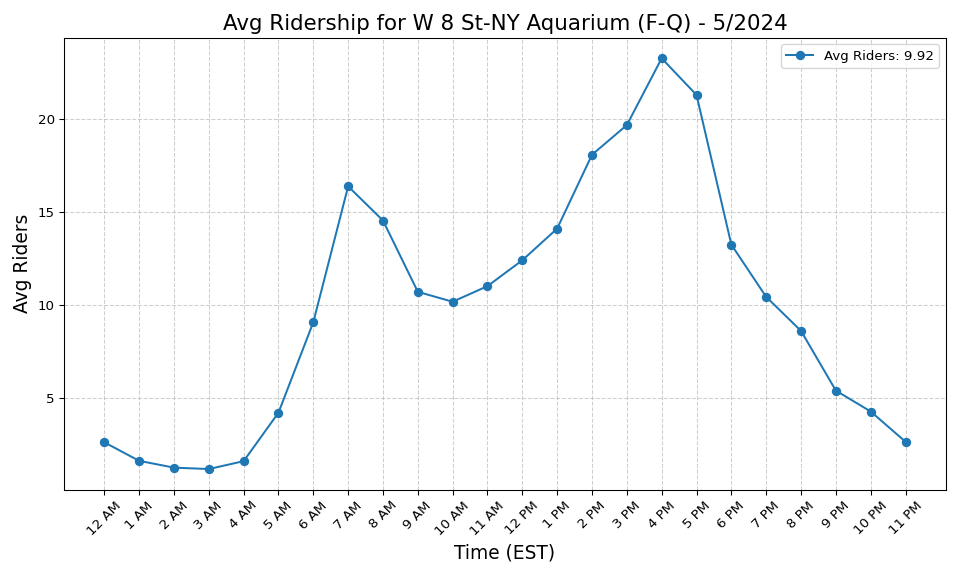 Avg Ridership for W 8 St-NY Aquarium (F-Q) - 5/2024
Avg Riders: 9.92
Avg Riders
20
15
10
5
12 AM
1 AM
2 AM
3 AM
4 AM
5 AM
6 AM
7 AM
8 AM
9 AM
10 AM
11 AM
12 PM
1 PM
2 PM
3 PM
4 PM
5 PM
6 PM
7 PM
8 PM
9 PM
10 PM
11 PM
Time (EST)